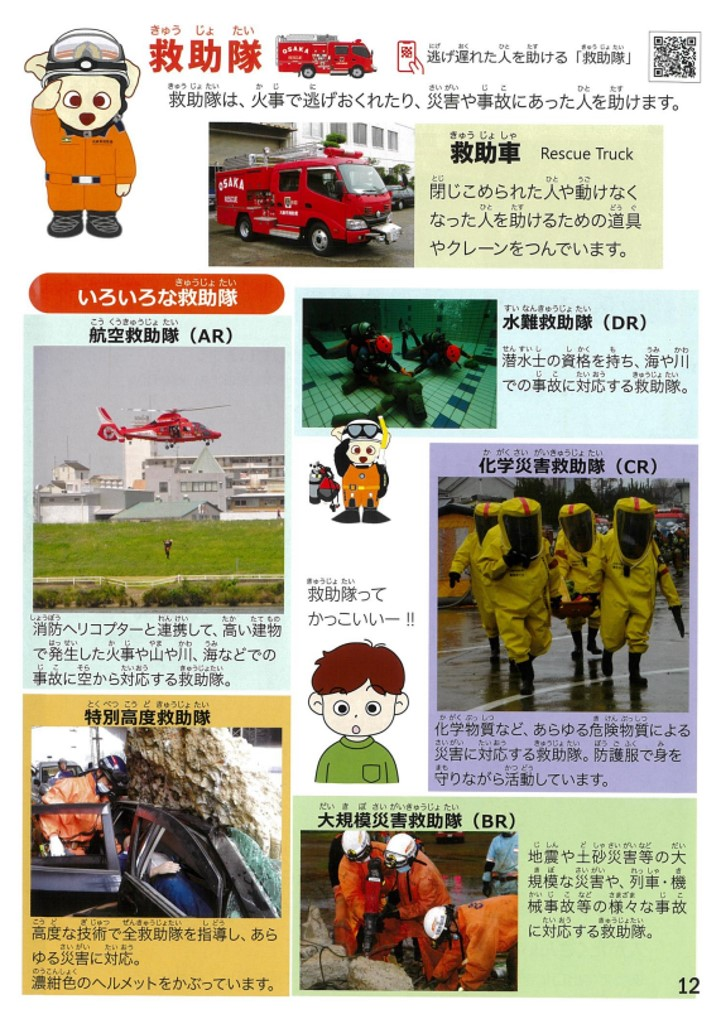 救助隊
逃げ遅れた人を助ける「救助隊」
救助隊は、火事で逃げおくれたり、災害や事故にあった人を助けます。
OSAKA
救助車 Rescue Truck
閉じこめられた人や動けなく
なった人を助けるための道具
やクレーンをつんでいます。
いろいろな救助隊
航空救助隊（AR）
消防ヘリコプターと連携して、高い建物
で発生した火事や山や川、海などでの
事故に空から対応する救助隊。
水難救助隊（DR）
潜水士の資格を持ち、海や川
での事故に対応する救助隊。
化学災害救助隊（CR）
化学物質など、あらゆる危険物質による
災害に対応する救助隊。防護服で身を
守りながら活動しています。
救助隊って
かっこいいー !!
特別高度救助隊
高度な技術で全救助隊を指導し、あら
ゆる災害に対応。
濃紺色のヘルメットをかぶっています。
大規模災害救助隊（BR）
地震や土砂災害等の大
規模な災害や、列車・機
械事故等の様々な事故
に対応する救助隊。
12